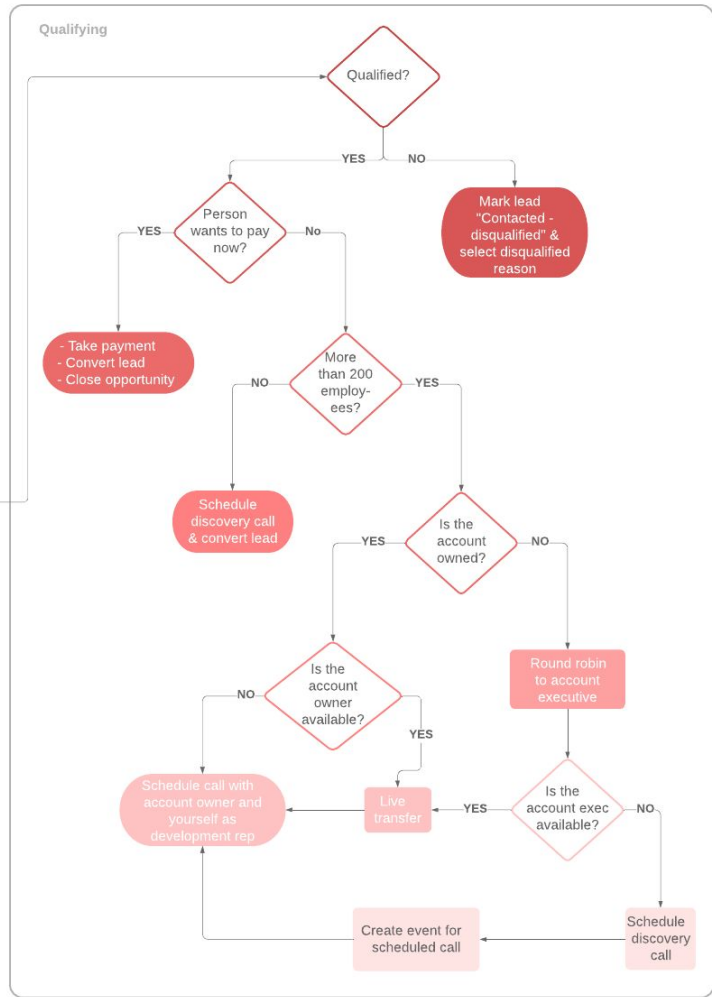 Qualifying
Qualified?
YES
NO
Person
wants to pay
now?
Mark lead
"Contacted -
disqualified" &
select disqualified
reason
YES
No
- Take payment
- Convert lead
- Close opportunity
More
than 200
employ-
ees?
NO
YES
Schedule
discovery call
& convert lead
Is the
account
owned?
YES
NO
Is the
account
owner
available?
Round robin
to account
executive
NO
YES
Schedule call with
account owner and
yourself as
development rep
Live
transfer
YES
Is the
account exec
available?
NO
Create event for
scheduled call
Schedule
discovery
call